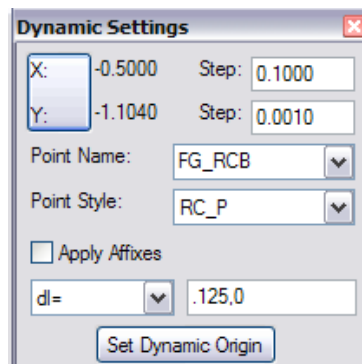 Dynamic Settings
X: -0.5000 Step: 0.1000
Y: -1.1040 Step: 0.0010
Point Name: FG_RCB
Point Style: RC_P
Apply Affixes
dl= .125,0
Set Dynamic Origin